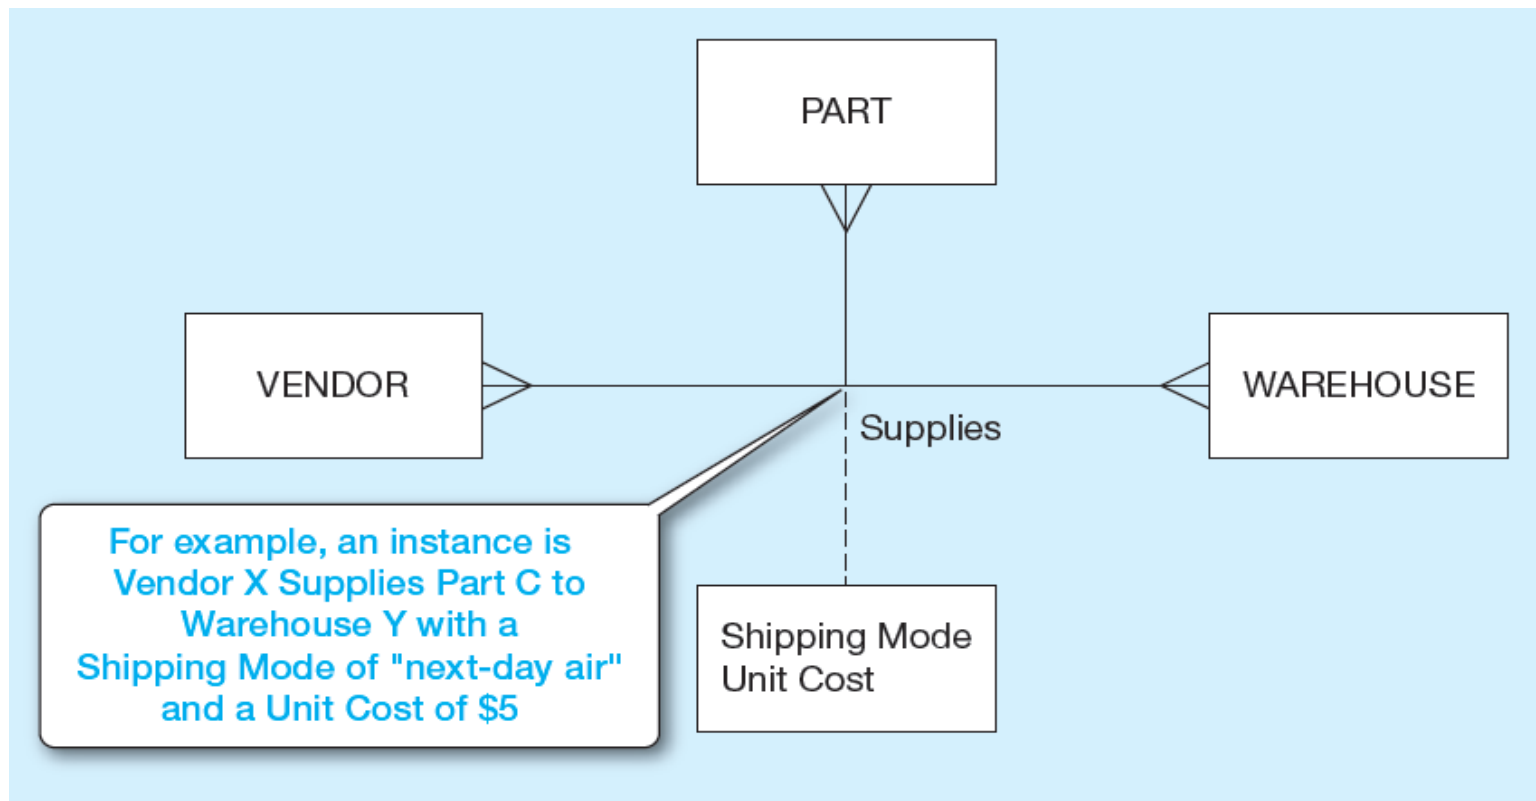 PART
VENDOR
WAREHOUSE
Supplies
For example, an instance is
Vendor X Supplies Part C to
Warehouse Y with a
Shipping Mode of "next-day air"
and a Unit Cost of $5
Shipping Mode
Unit Cost